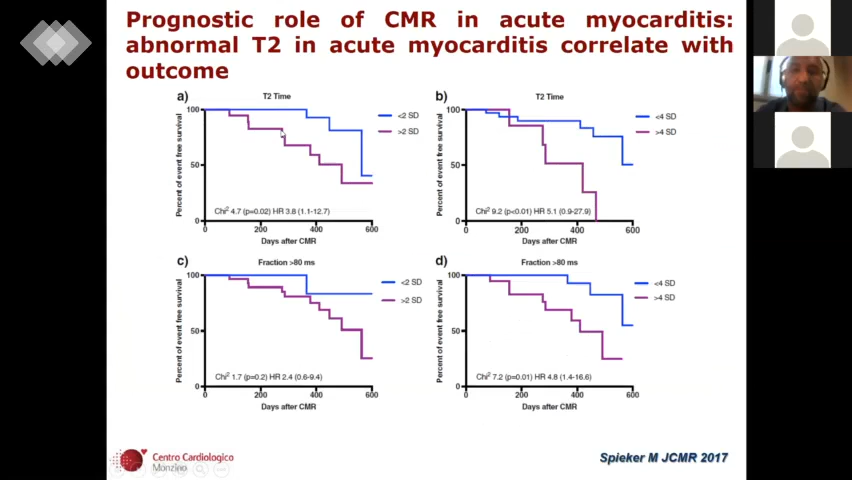 Prognostic role of CMR in acute myocarditis:
abnormal T2 in acute myocarditis correlate with
outcome
a)
T2 Time
100
50
0
0
200
400
600
Percent of event free survival
Days after CMR
<2 SD
>2 SD
Chi² 4.7 (p=0.02) HR 3.8 (1.1-12.7)
b)
T2 Time
100
50
0
0
200
400
600
Percent of event free survival
Days after CMR
<4 SD
>4 SD
Chi² 9.2 (p<0.01) HR 5.1 (0.9-27.9)
c)
Fraction >80 ms
100
50
0
0
200
400
600
Percent of event free survival
Days after CMR
<2 SD
>2 SD
Chi² 1.7 (p=0.2) HR 2.4 (0.6-9.4)
d)
Fraction >80 ms
100
50
0
0
200
400
600
Percent of event free survival
Days after CMR
<4 SD
>4 SD
Chi² 7.2 (p=0.01) HR 4.8 (1.4-16.6)
Centro Cardiologico
Monzino
Spieker M JCMR 2017